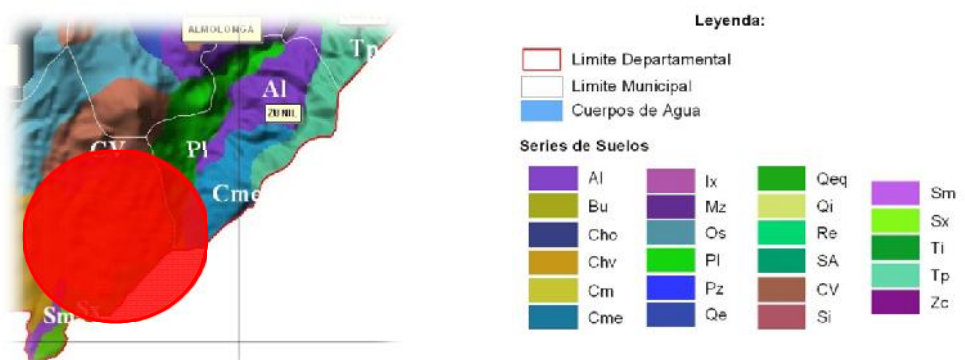 ALMOLONGA
Tp
Al
ZUNIL
CV
Pl
Cme
Sm
Sx
Leyenda:
Limite Departamental
Limite Municipal
Cuerpos de Agua
Series de Suelos
Al
Bu
Cho
Chv
Cm
Cme
Ix
Mz
Os
Pl
Pz
Qe
Qeq
Qi
Re
SA
CV
Si
Sm
Sx
Ti
Tp
Zc